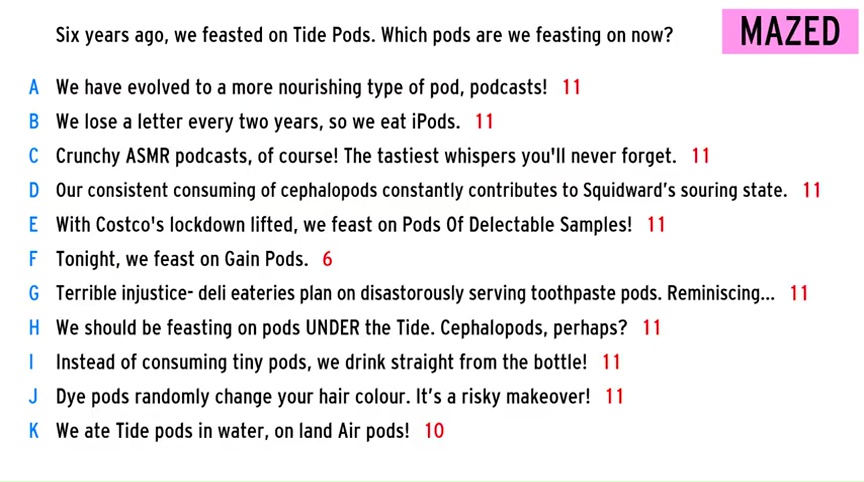 Six years ago, we feasted on Tide Pods. Which pods are we feasting on now?
MAZED
A We have evolved to a more nourishing type of pod, podcasts! 11
B We lose a letter every two years, so we eat iPods. 11
C Crunchy ASMR podcasts, of course! The tastiest whispers you'll never forget. 11
D Our consistent consuming of cephalopods constantly contributes to Squidward’s souring state. 11
E With Costco's lockdown lifted, we feast on Pods Of Delectable Samples! 11
F Tonight, we feast on Gain Pods. 6
G Terrible injustice- deli eateries plan on disastorously serving toothpaste pods. Reminiscing... 11
H We should be feasting on pods UNDER the Tide. Cephalopods, perhaps? 11
I Instead of consuming tiny pods, we drink straight from the bottle! 11
J Dye pods randomly change your hair colour. It’s a risky makeover! 11
K We ate Tide pods in water, on land Air pods! 10